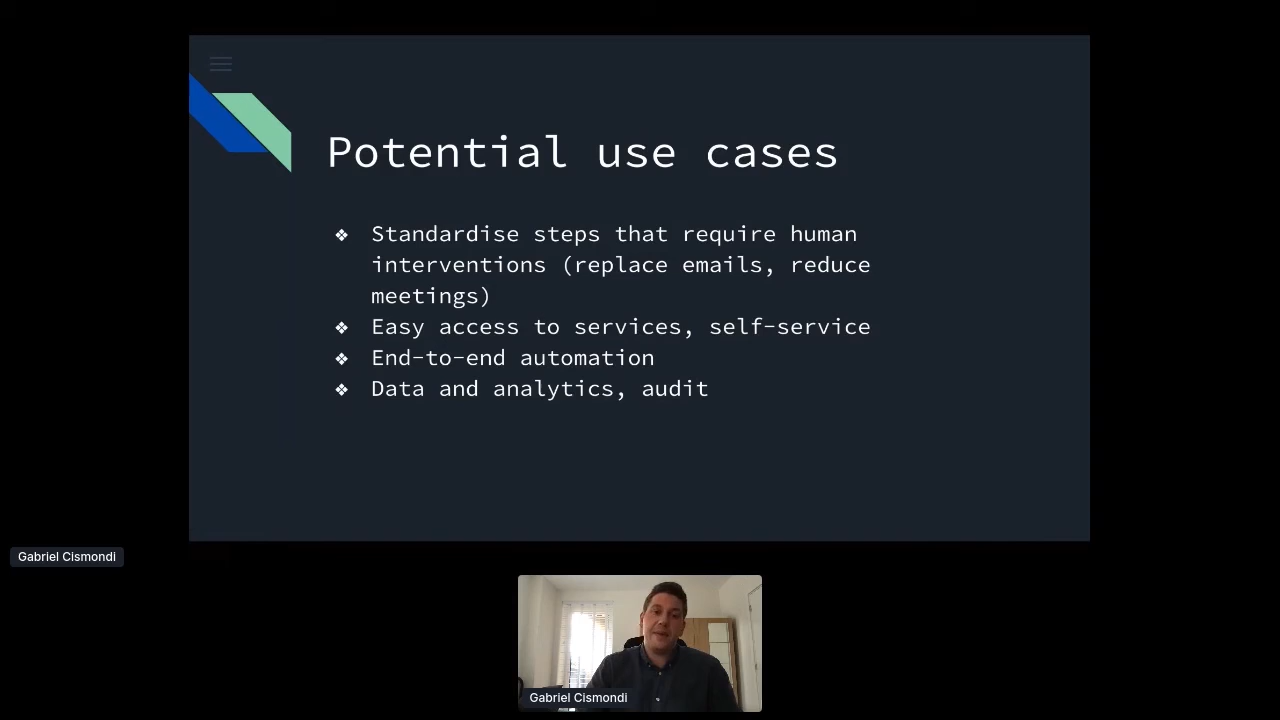 Potential use cases
❖ Standardise steps that require human
interventions (replace emails, reduce
meetings)
❖ Easy access to services, self-service
❖ End-to-end automation
❖ Data and analytics, audit
Gabriel Cismondi
Gabriel Cismondi